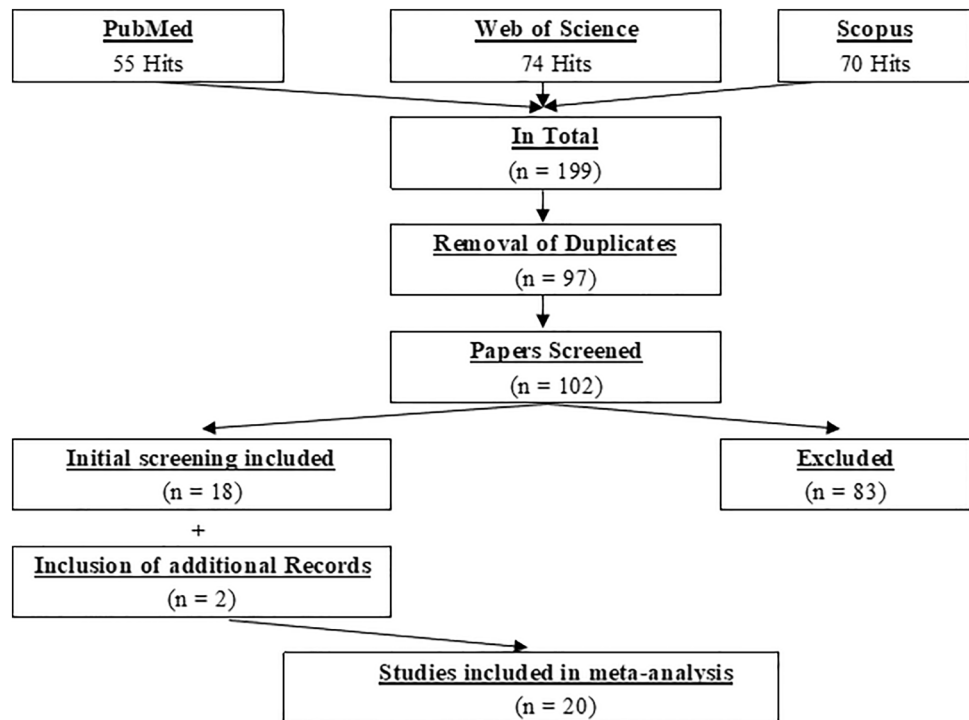 PubMed
55 Hits
Web of Science
74 Hits
Scopus
70 Hits
In Total
(n = 199)
Removal of Duplicates
(n = 97)
Papers Screened
(n = 102)
Initial screening included
(n = 18)
Excluded
(n = 83)
+
Inclusion of additional Records
(n = 2)
Studies included in meta-analysis
(n = 20)